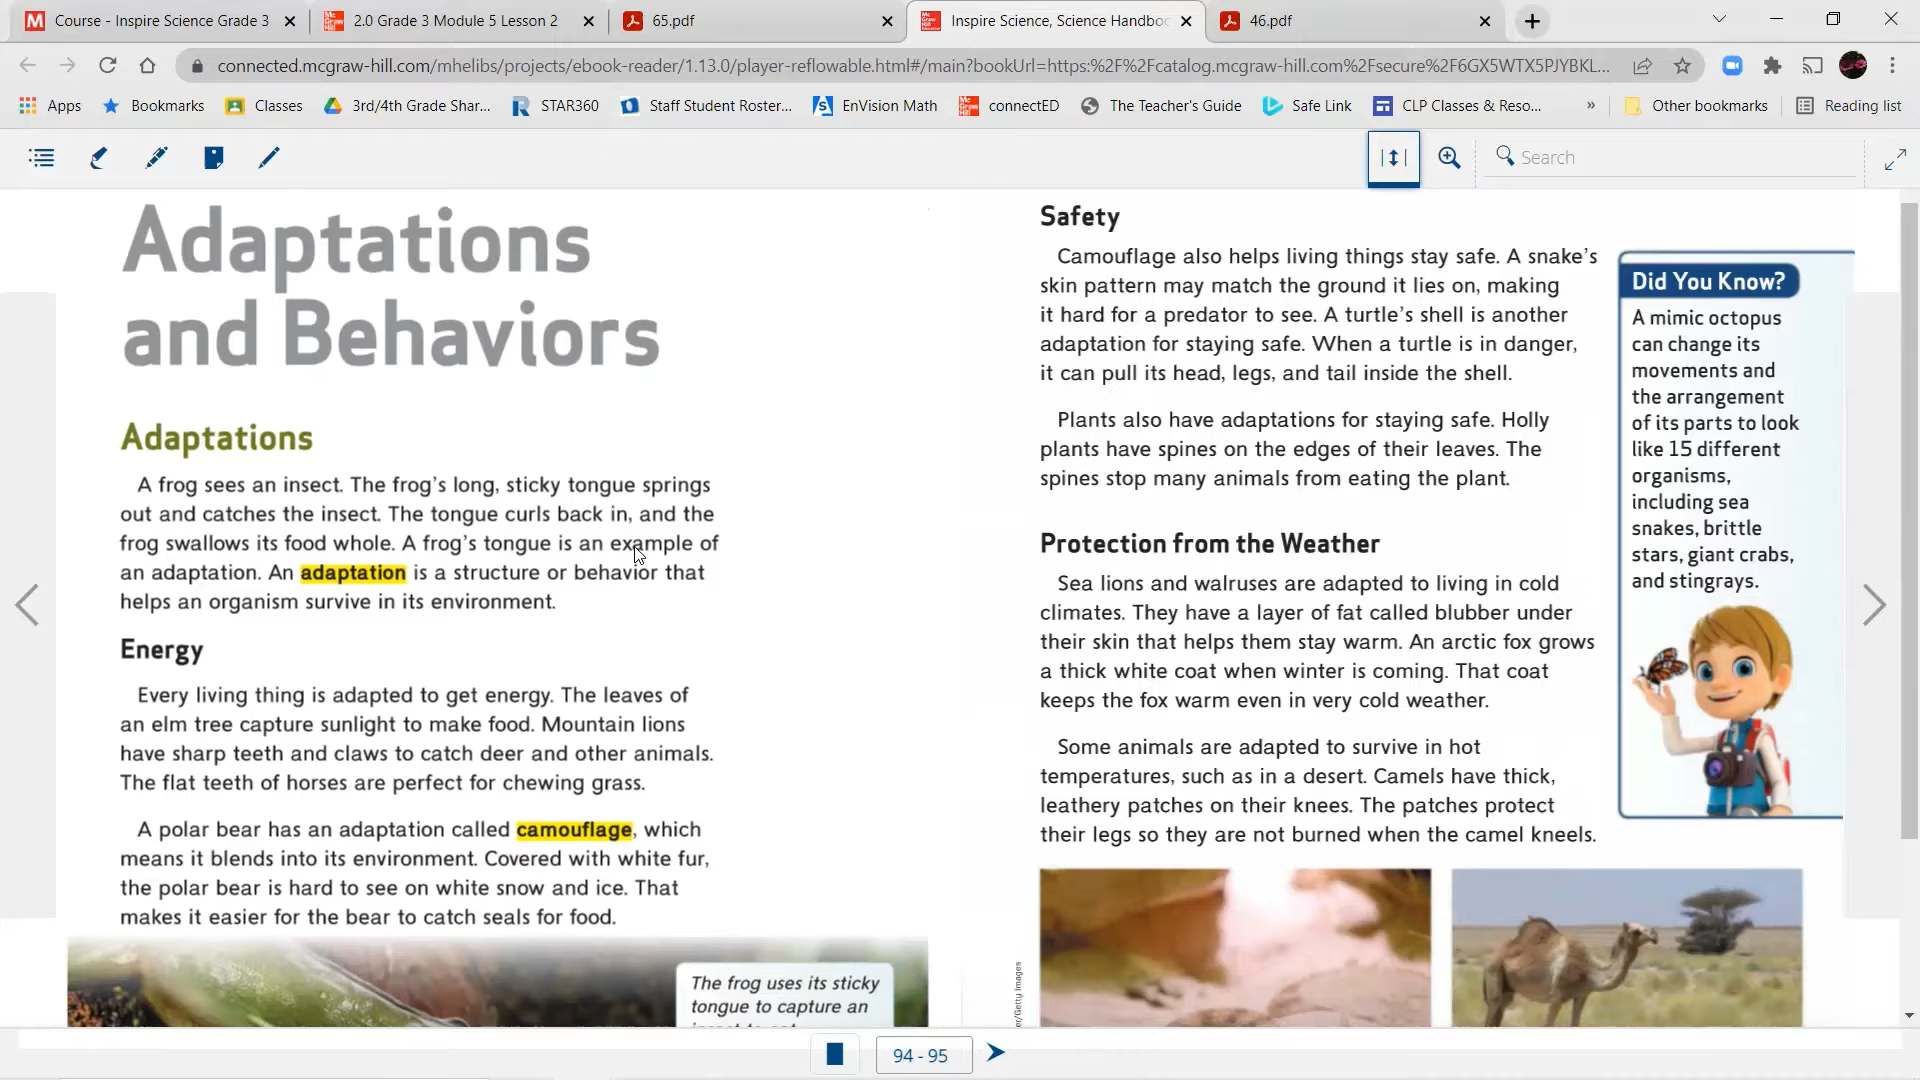 Course - Inspire Science Grade 3
2.0 Grade 3 Module 5 Lesson 2
65.pdf
Inspire Science, Science Handboo
46.pdf
connected.mcgraw-hill.com/mhelibs/projects/ebook-reader/1.13.0/player-reflowable.html#/main?bookUrl=https:%2F%2Fcatalog.mcgraw-hill.com%2Fsecure%2F6GX5WTX5PJYBKL...
Apps
Bookmarks
Classes
3rd/4th Grade Shar...
STAR360
Staff Student Roster...
EnVision Math
connectED
The Teacher's Guide
Safe Link
CLP Classes & Reso...
»
Other bookmarks
Reading list
Search
Adaptations
and Behaviors
Adaptations
A frog sees an insect. The frog's long, sticky tongue springs
out and catches the insect. The tongue curls back in, and the
frog swallows its food whole. A frog's tongue is an example of
an adaptation. An adaptation is a structure or behavior that
helps an organism survive in its environment.
Energy
Every living thing is adapted to get energy. The leaves of
an elm tree capture sunlight to make food. Mountain lions
have sharp teeth and claws to catch deer and other animals.
The flat teeth of horses are perfect for chewing grass.
A polar bear has an adaptation called camouflage, which
means it blends into its environment. Covered with white fur,
the polar bear is hard to see on white snow and ice. That
makes it easier for the bear to catch seals for food.
The frog uses its sticky
tongue to capture an
Safety
Camouflage also helps living things stay safe. A snake's
skin pattern may match the ground it lies on, making
it hard for a predator to see. A turtle's shell is another
adaptation for staying safe. When a turtle is in danger,
it can pull its head, legs, and tail inside the shell.
Plants also have adaptations for staying safe. Holly
plants have spines on the edges of their leaves. The
spines stop many animals from eating the plant.
Protection from the Weather
Sea lions and walruses are adapted to living in cold
climates. They have a layer of fat called blubber under
their skin that helps them stay warm. An arctic fox grows
a thick white coat when winter is coming. That coat
keeps the fox warm even in very cold weather.
Some animals are adapted to survive in hot
temperatures, such as in a desert. Camels have thick,
leathery patches on their knees. The patches protect
their legs so they are not burned when the camel kneels.
Did You Know?
A mimic octopus
can change its
movements and
the arrangement
of its parts to look
like 15 different
organisms,
including sea
snakes, brittle
stars, giant crabs,
and stingrays.
er/Getty Images
94 - 95